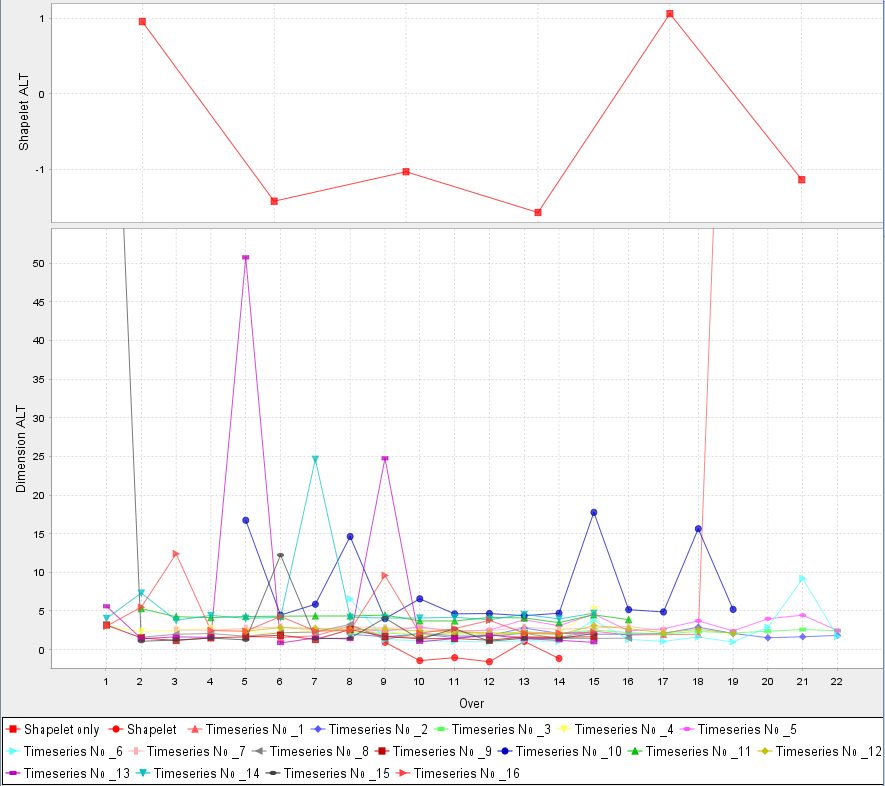 1
0
-1
Shapelet ALT
50
45
40
35
30
25
20
15
10
5
0
Dimension ALT
1 2 3 4 5 6 7 8 9 10 11 12 13 14 15 16 17 18 19 20 21 22
Over
Shapelet only Shapelet Timeseries No _1 Timeseries No _2 Timeseries No _3 Timeseries No _4 Timeseries No _5
Timeseries No _6 Timeseries No _7 Timeseries No _8 Timeseries No _9 Timeseries No _10 Timeseries No _11 Timeseries No _12
Timeseries No _13 Timeseries No _14 Timeseries No _15 Timeseries No _16